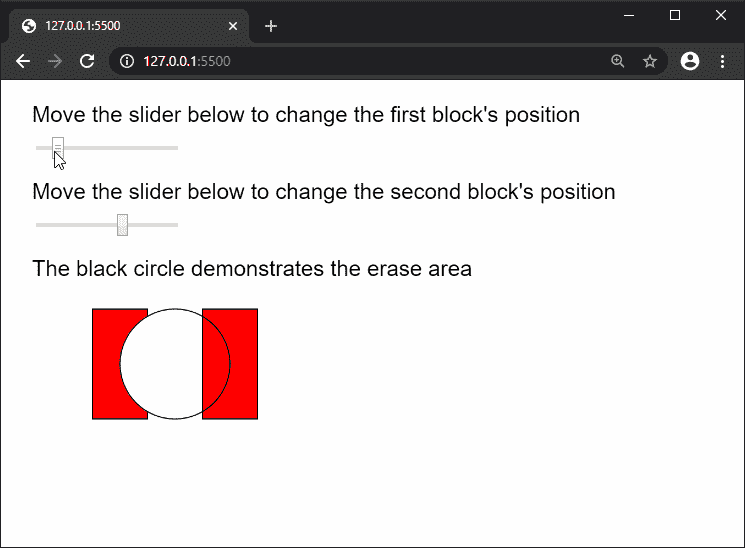 127.0.0.1:5500
127.0.0.1:5500
Move the slider below to change the first block's position
Move the slider below to change the second block's position
The black circle demonstrates the erase area